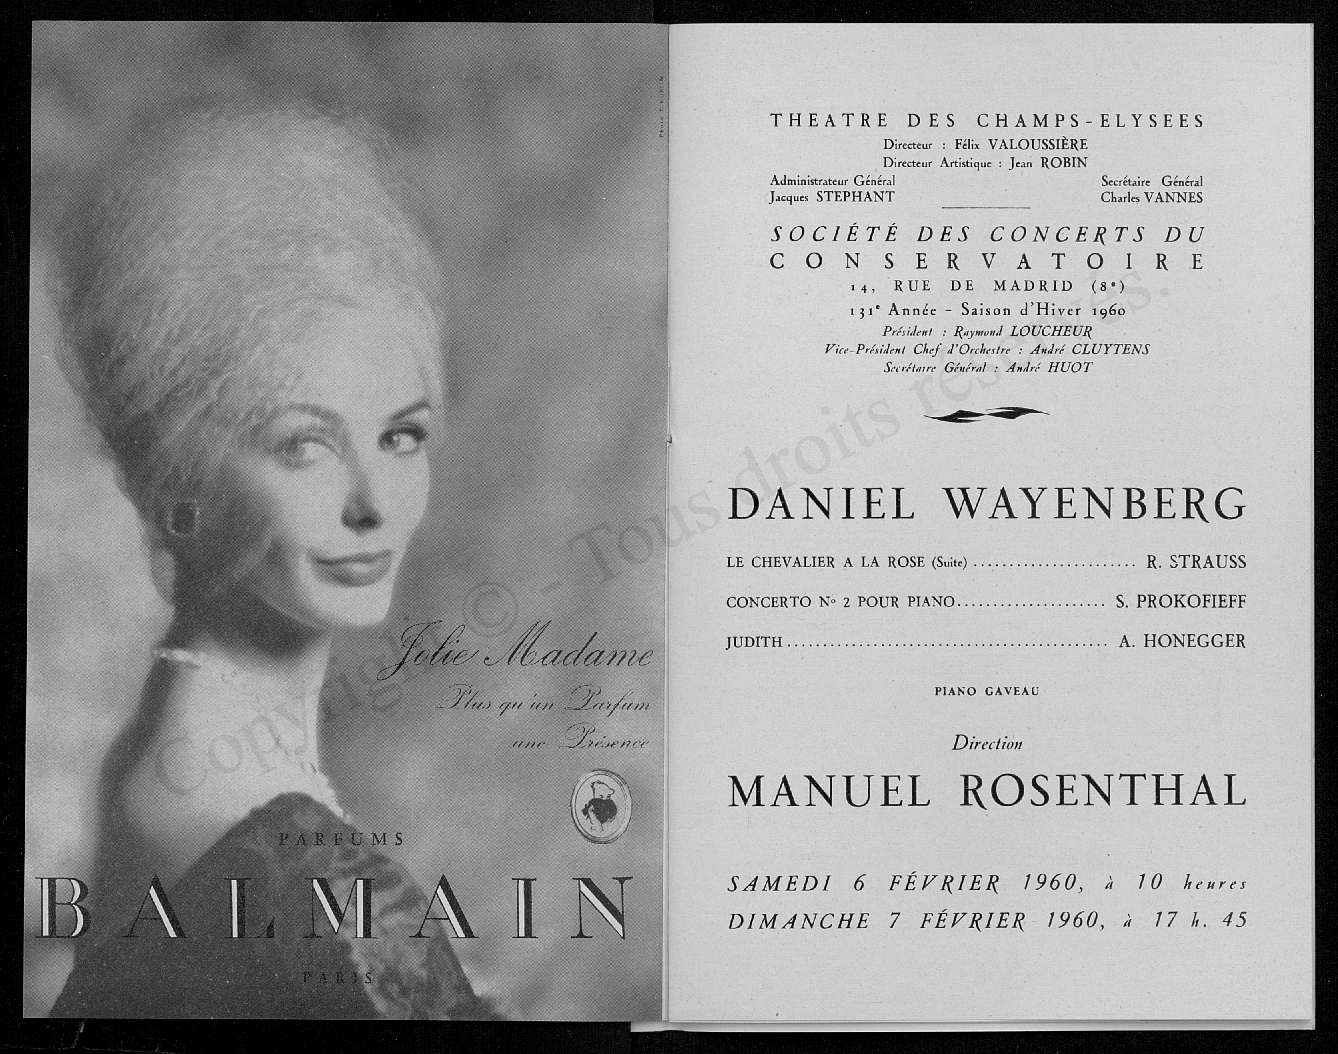 Jolie Madame
Plus qu'un Parfum
une Présence
PARFUMS
BALMAIN
PARIS
THEATRE DES CHAMPS-ELYSEES
Directeur : Félix VALOUSSIÈRE
Directeur Artistique : Jean ROBIN
Administrateur Général Secrétaire Général
Jacques STEPHANT Charles VANNES
SOCIÉTÉ DES CONCERTS DU
CONSERVATOIRE
14, RUE DE MADRID (8e)
131e Année - Saison d'Hiver 1960
Président : Raymond LOUCHEUR
Vice-Président Chef d'Orchestre : André CLUYTENS
Secrétaire Général : André HUOT
DANIEL WAYENBERG
LE CHEVALIER A LA ROSE (Suite) ....................... R. STRAUSS
CONCERTO No 2 POUR PIANO..................... S. PROKOFIEFF
JUDITH............................................. A. HONEGGER
PIANO GAVEAU
Direction
MANUEL ROSENTHAL
SAMEDI 6 FÉVRIER 1960, à 10 heures
DIMANCHE 7 FÉVRIER 1960, à 17 h. 45
Copyright © - Tous droits réservés.